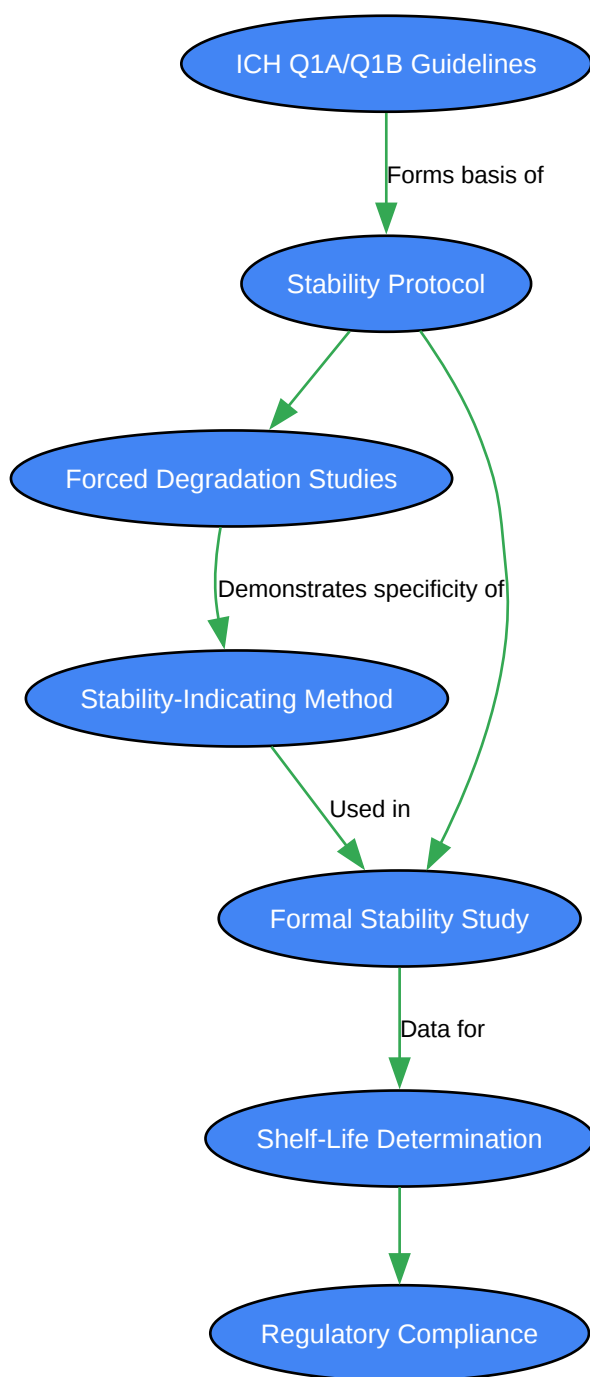 ICH Q1A/Q1B Guidelines
Forms basis of
Stability Protocol
Forced Degradation Studies
Demonstrates specificity of
Stability-Indicating Method
Used in
Formal Stability Study
Data for
Shelf-Life Determination
Regulatory Compliance